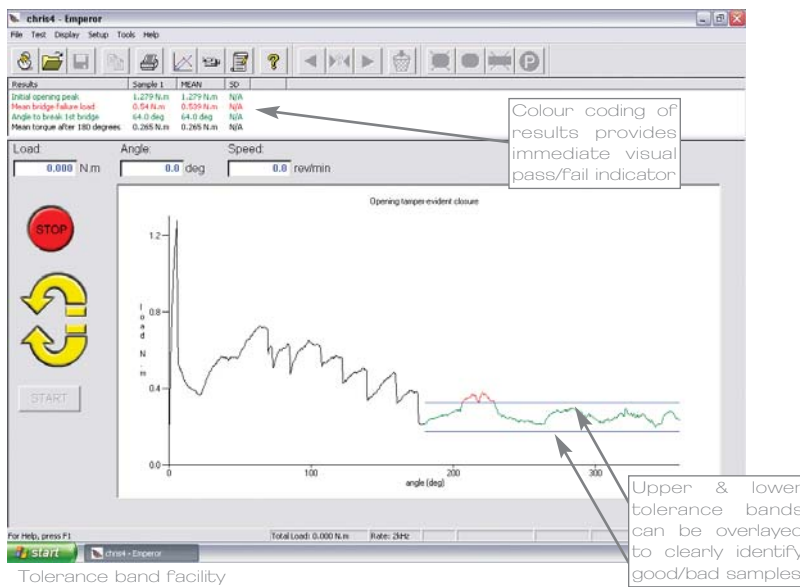 chris4 - Emperor
File Test Display Setup Tools Help
Results Sample 1 MEAN SD
Initial opening peak 1.279 N.m 1.279 N.m N/A
Mean bridge failure load 0.54 N.m 0.539 N.m N/A
Angle to break 1st bridge 64.0 deg 64.0 deg N/A
Mean torque after 180 degrees 0.265 N.m 0.265 N.m N/A
Colour coding of
results provides
immediate visual
pass/fail indicator
Load: Angle: Speed:
0.000 N.m 0.0 deg 0.0 rev/min
Opening tamper-evident closure
STOP
START
load N.m
1.2
0.8
0.4
0.0
0 100 200 300
angle (deg)
Upper & lower
tolerance bands
can be overlayed
to clearly identify
good/bad samples
For Help, press F1 Total Load: 0.000 N.m Rate: 2kHz
start chris4 - Emperor
Tolerance band facility